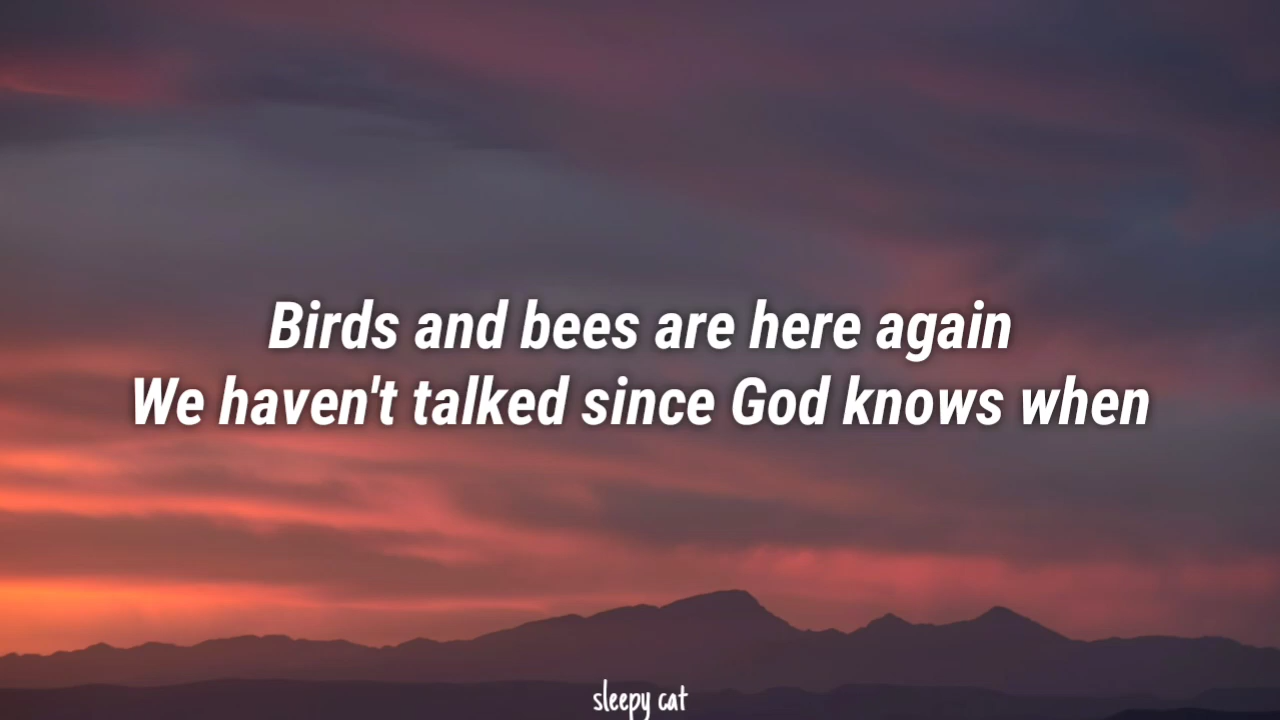 Birds and bees are here again
We haven't talked since God knows when
sleepy cat